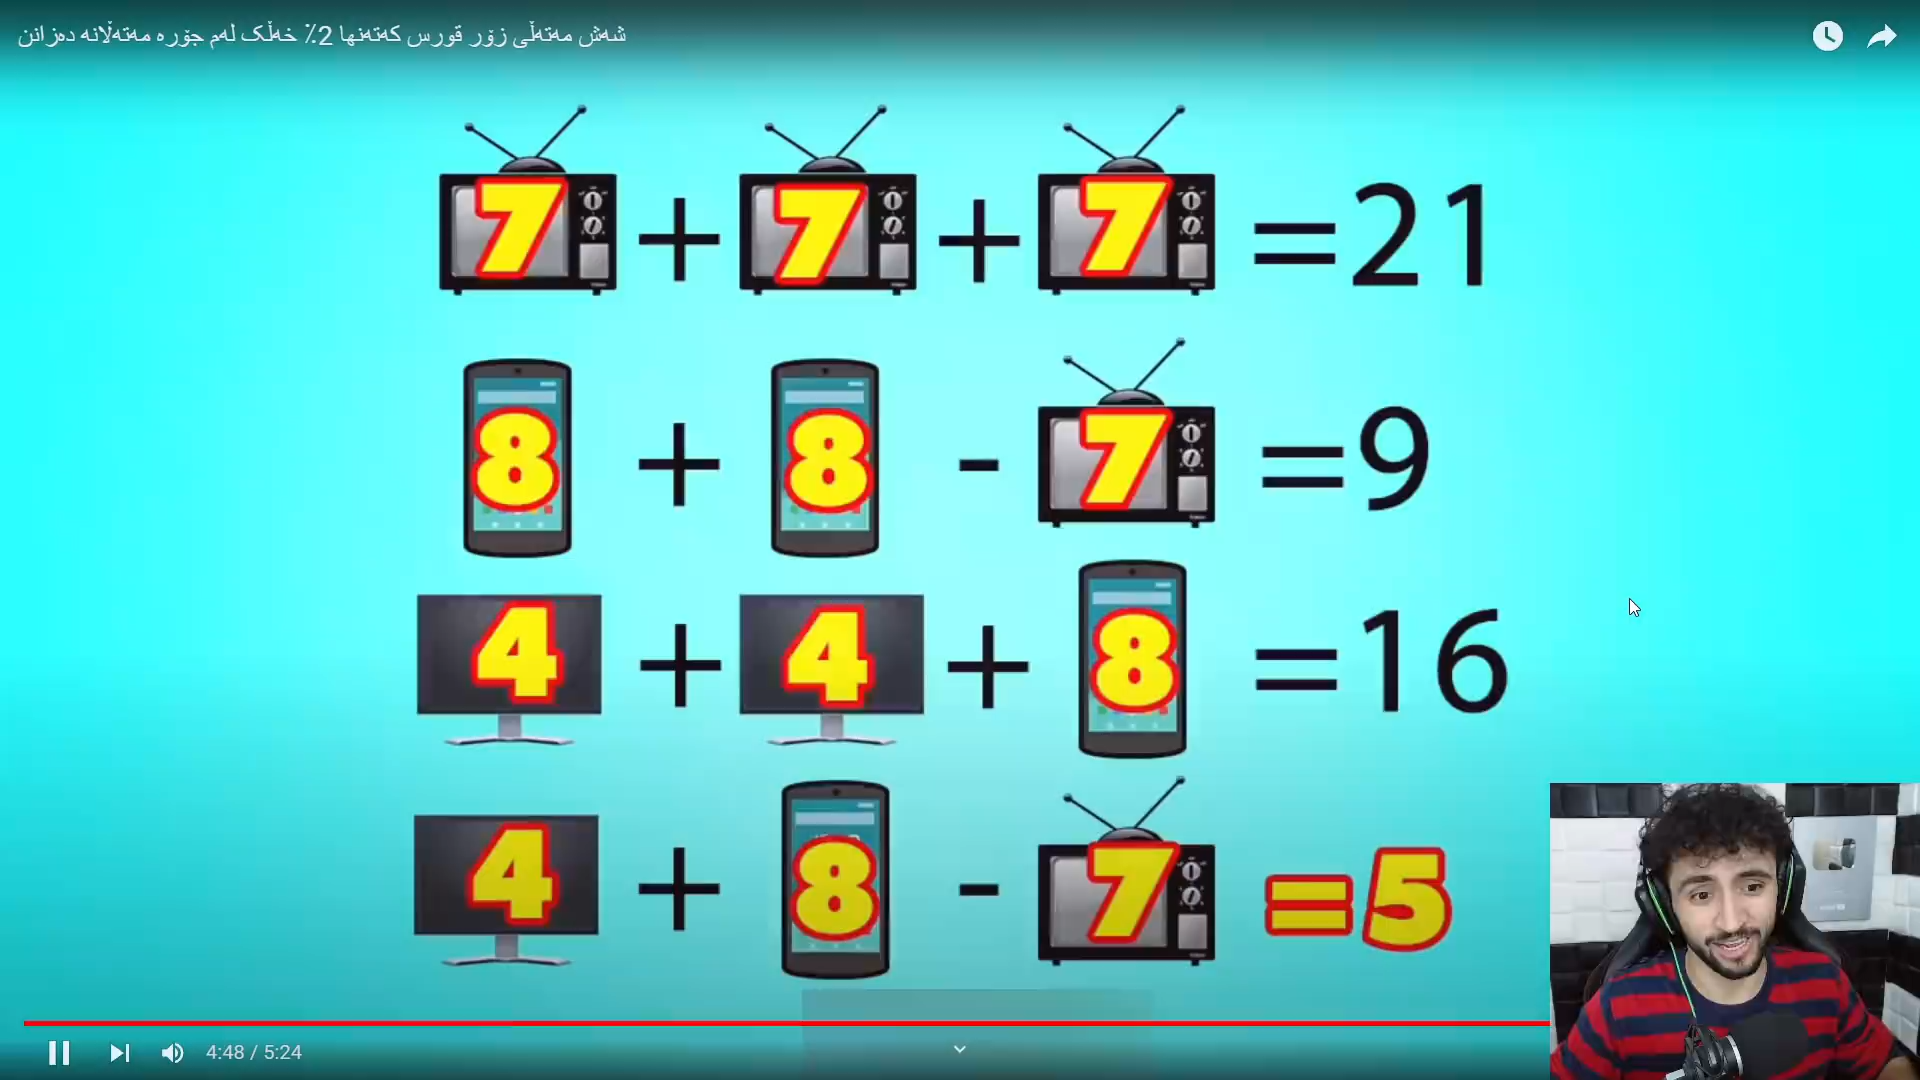 شەش مەتەڵی زۆر قورس کەتەنها 2٪ خەڵک لەم جۆرە مەتەڵانە دەزانن
7 + 7 + 7 =21
8 + 8 - 7 =9
4 + 4 + 8 =16
4 + 8 - 7 =5
4:48 / 5:24